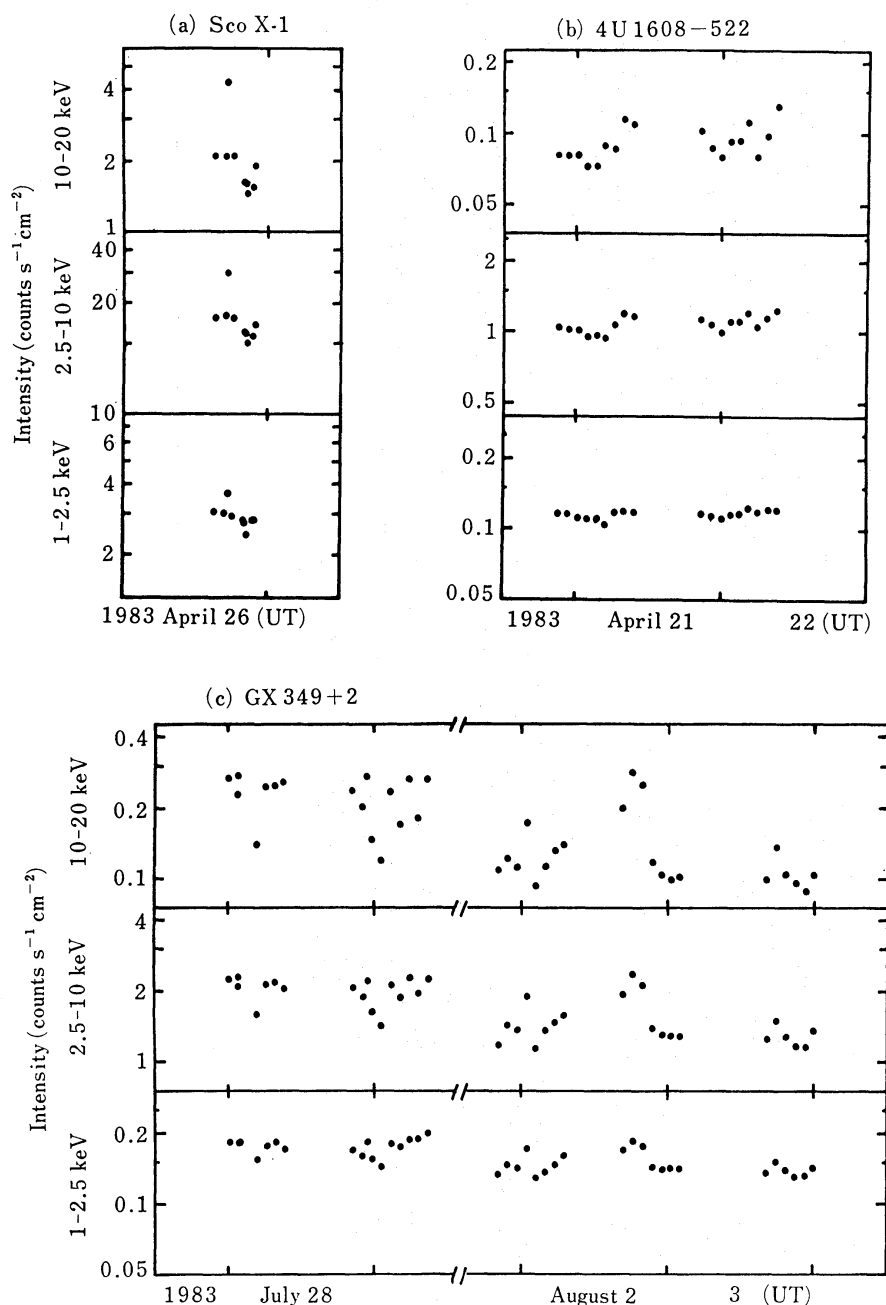 (a) Sco X-1
10-20 keV
4
2
1
2.5-10 keV
40
20
10
1-2.5 keV
6
4
2
Intensity (counts s⁻¹ cm⁻²)
1983 April 26 (UT)
(b) 4U 1608−522
0.2
0.1
0.05
2
1
0.5
0.2
0.1
0.05
1983 April 21 22 (UT)
(c) GX 349+2
10-20 keV
0.4
0.2
0.1
2.5-10 keV
4
2
1
1-2.5 keV
0.2
0.1
0.05
Intensity (counts s⁻¹ cm⁻²)
1983 July 28 August 2 3 (UT)